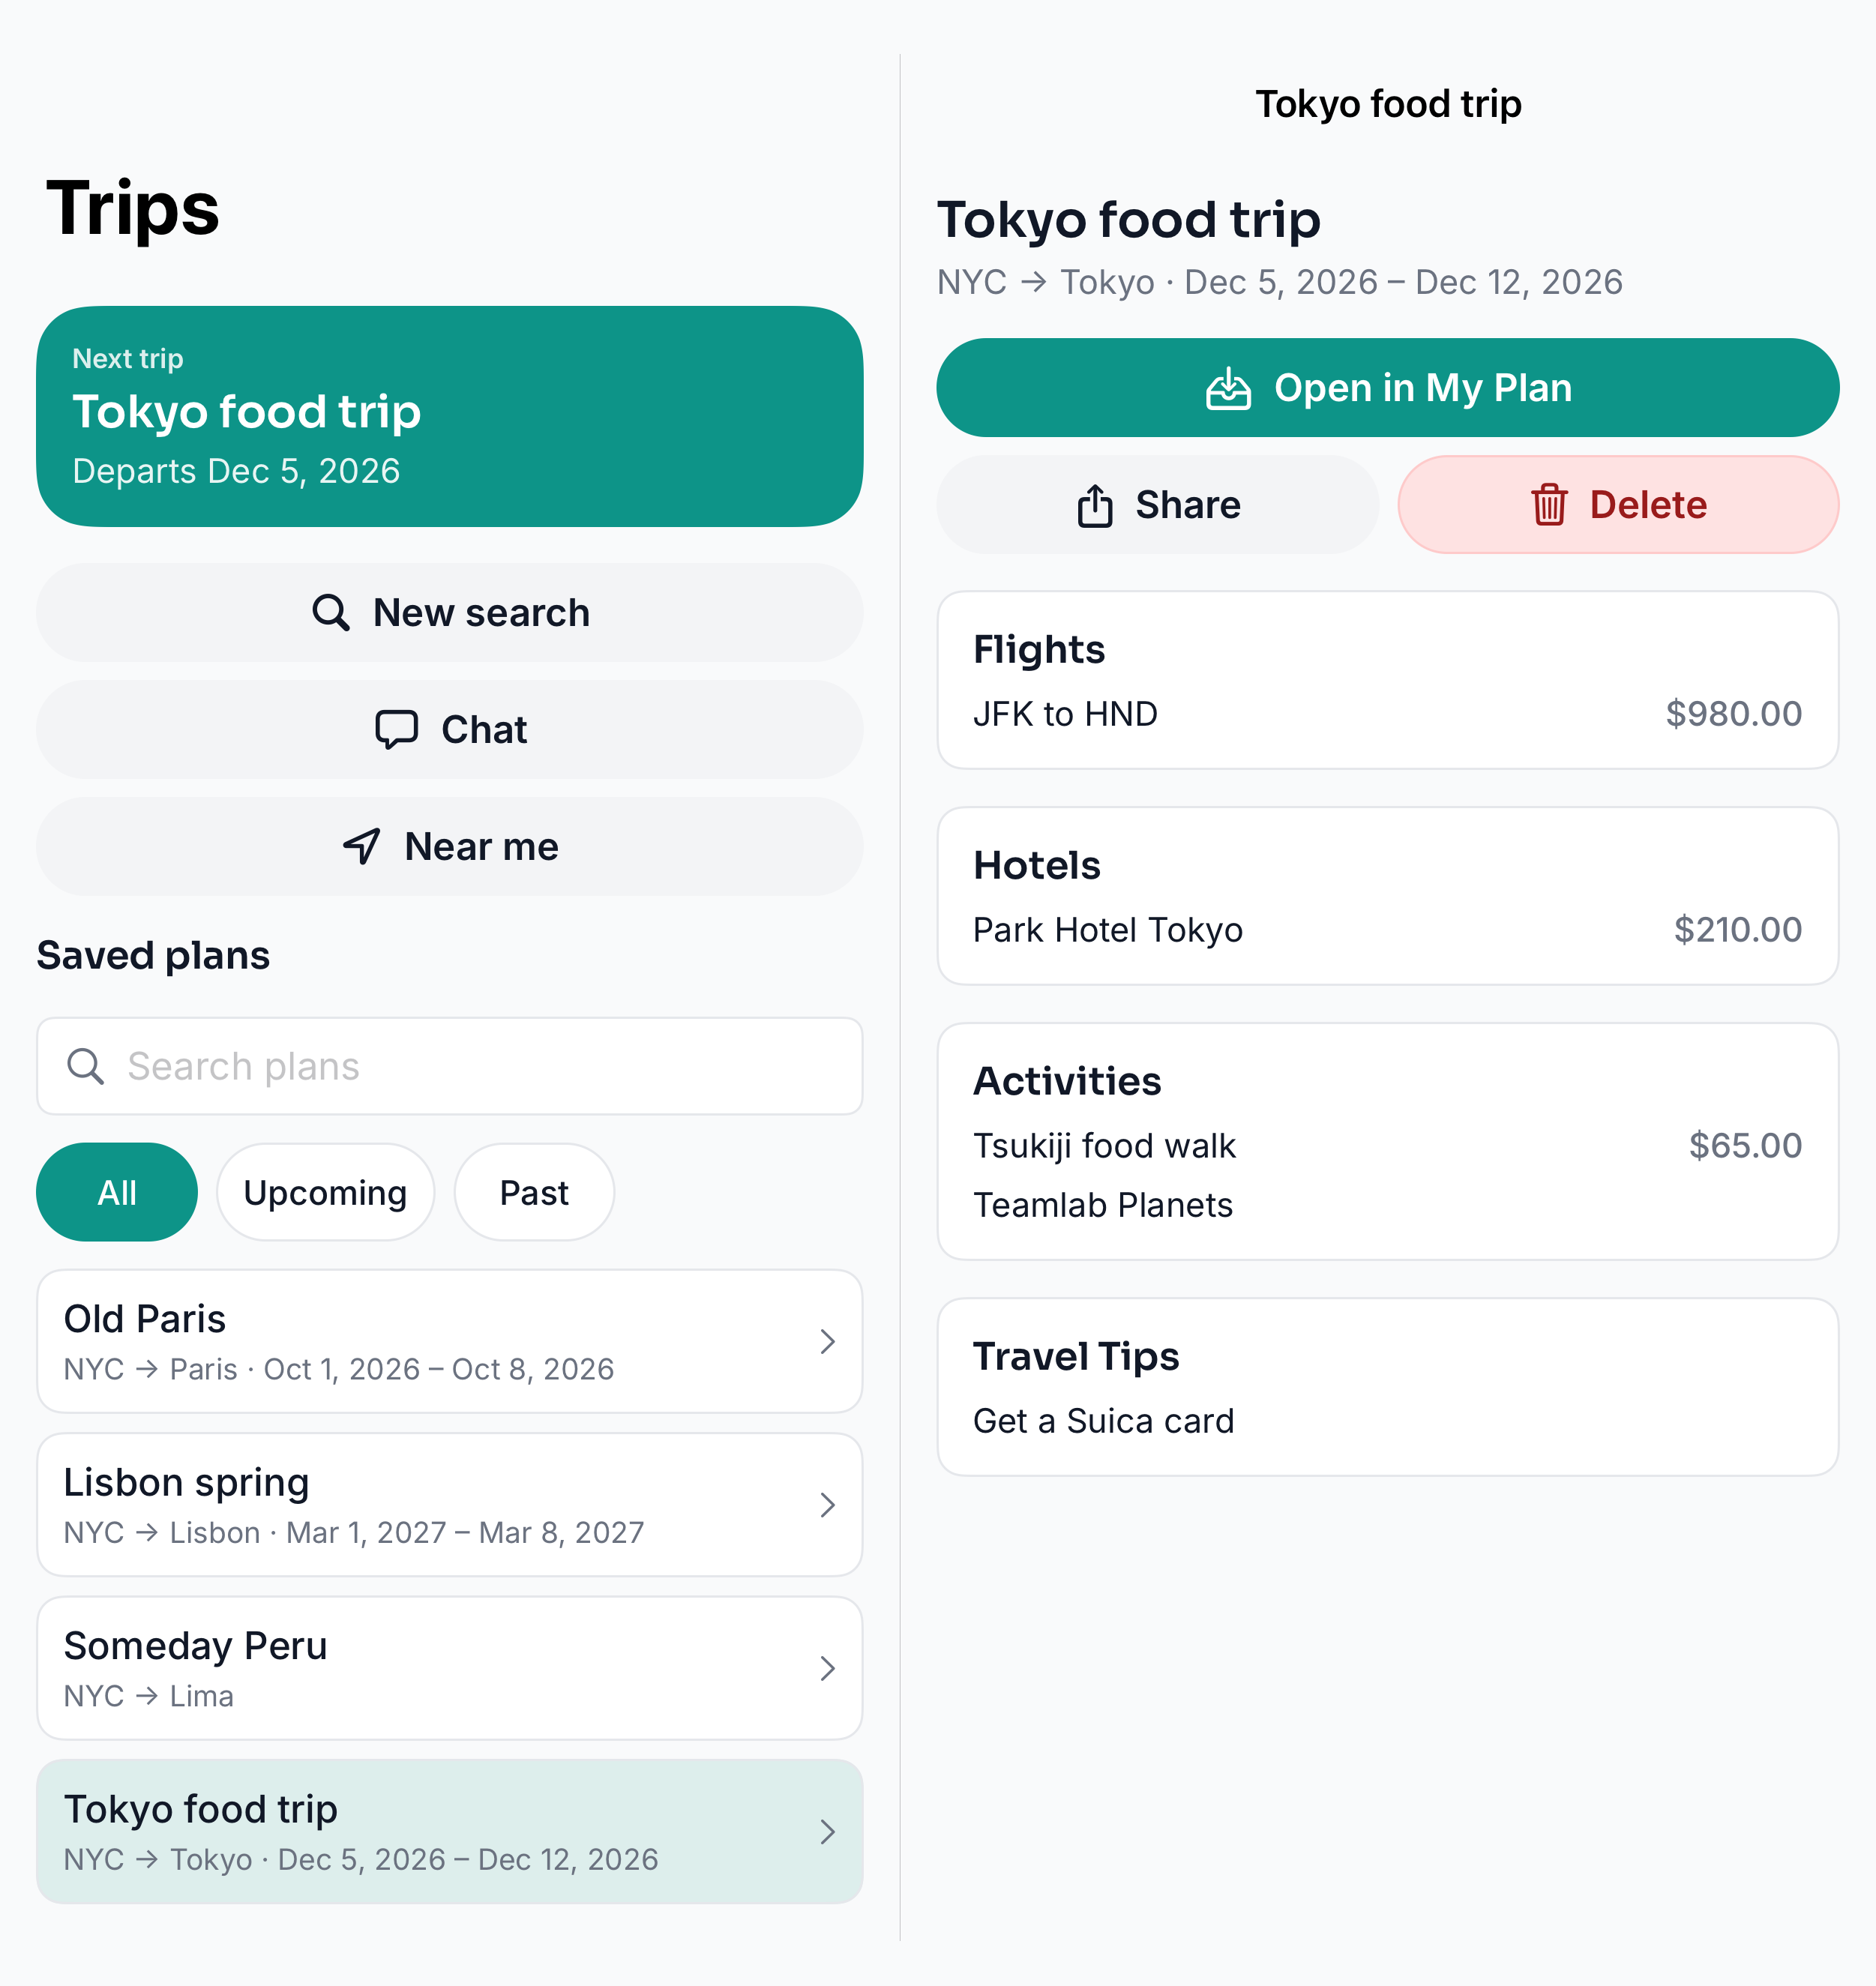 Trips
Next trip
Tokyo food trip
Departs Dec 5, 2026
New search
Chat
Near me
Saved plans
Search plans
All
Upcoming
Past
Old Paris
NYC → Paris · Oct 1, 2026 – Oct 8, 2026
Lisbon spring
NYC → Lisbon · Mar 1, 2027 – Mar 8, 2027
Someday Peru
NYC → Lima
Tokyo food trip
NYC → Tokyo · Dec 5, 2026 – Dec 12, 2026
Tokyo food trip
Tokyo food trip
NYC → Tokyo · Dec 5, 2026 – Dec 12, 2026
Open in My Plan
Share
Delete
Flights
JFK to HND $980.00
Hotels
Park Hotel Tokyo $210.00
Activities
Tsukiji food walk $65.00
Teamlab Planets
Travel Tips
Get a Suica card